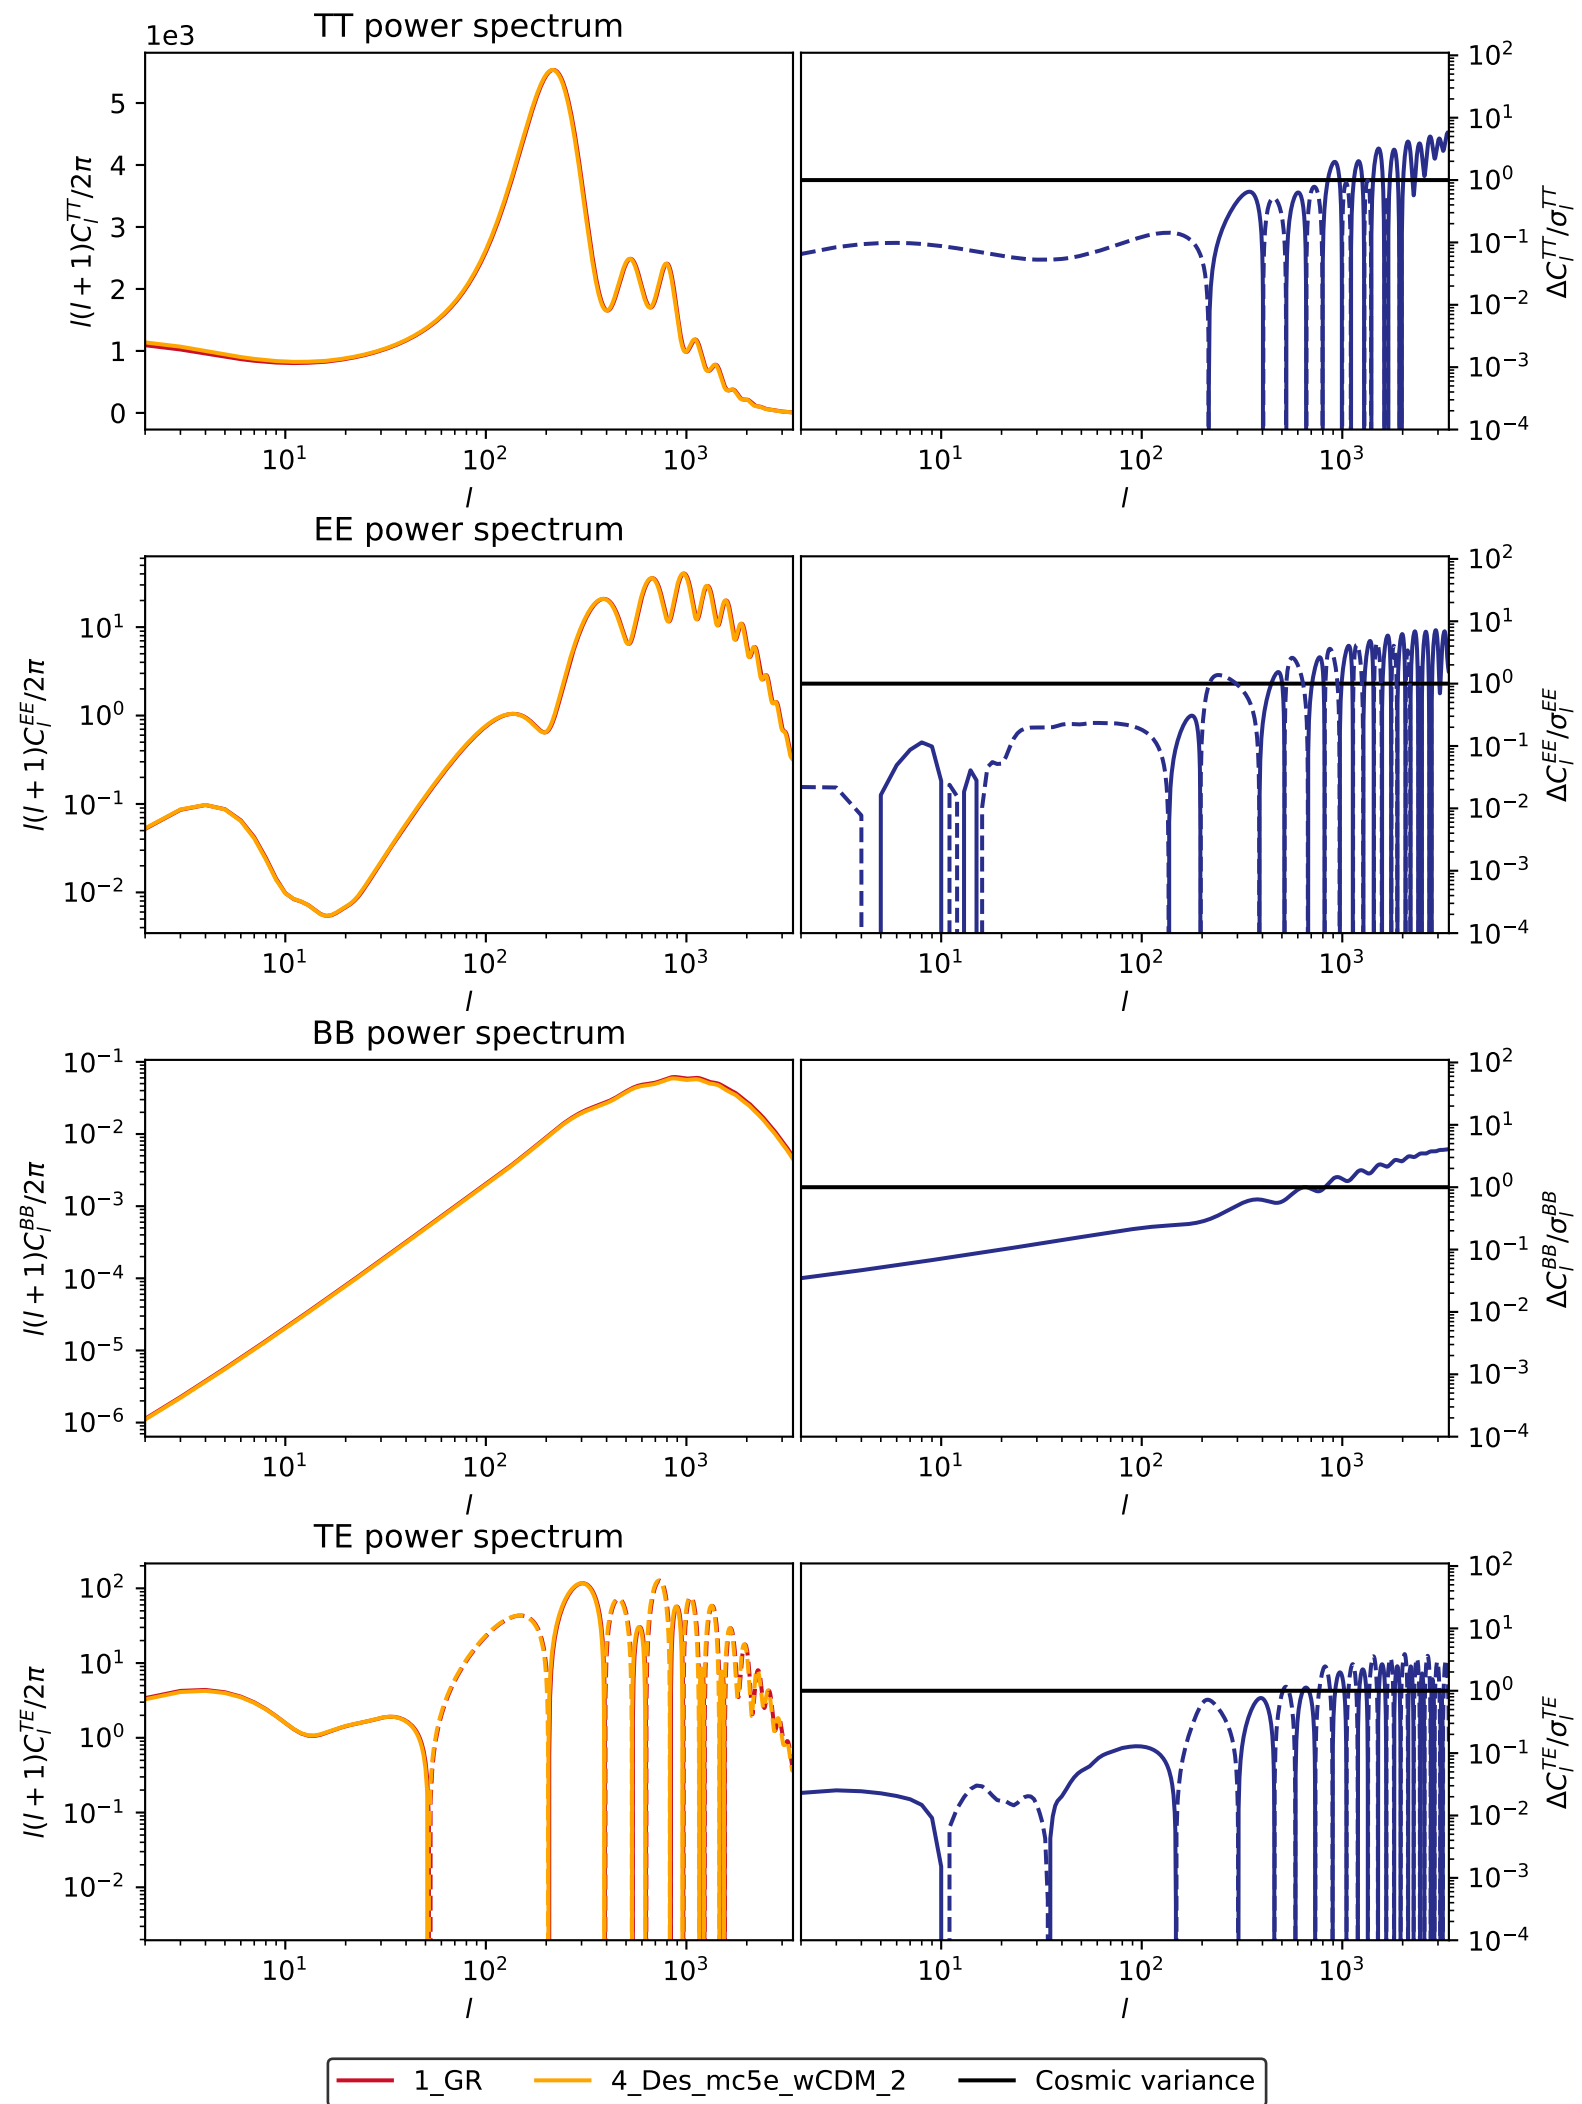 TT power spectrum
1e3
5
4
3
2
1
0
l(l + 1)C_l^{TT}/2π
10^1 10^2 10^3
l
10^2
10^1
10^0
10^{-1}
10^{-2}
10^{-3}
10^{-4}
ΔC_l^{TT}/σ_l^{TT}
10^1 10^2 10^3
l
EE power spectrum
10^1
10^0
10^{-1}
10^{-2}
l(l + 1)C_l^{EE}/2π
10^1 10^2 10^3
l
10^2
10^1
10^0
10^{-1}
10^{-2}
10^{-3}
10^{-4}
ΔC_l^{EE}/σ_l^{EE}
10^1 10^2 10^3
l
BB power spectrum
10^{-1}
10^{-2}
10^{-3}
10^{-4}
10^{-5}
10^{-6}
l(l + 1)C_l^{BB}/2π
10^1 10^2 10^3
l
10^2
10^1
10^0
10^{-1}
10^{-2}
10^{-3}
10^{-4}
ΔC_l^{BB}/σ_l^{BB}
10^1 10^2 10^3
l
TE power spectrum
10^2
10^1
10^0
10^{-1}
10^{-2}
l(l + 1)C_l^{TE}/2π
10^1 10^2 10^3
l
10^2
10^1
10^0
10^{-1}
10^{-2}
10^{-3}
10^{-4}
ΔC_l^{TE}/σ_l^{TE}
10^1 10^2 10^3
l
1_GR 4_Des_mc5e_wCDM_2 Cosmic variance